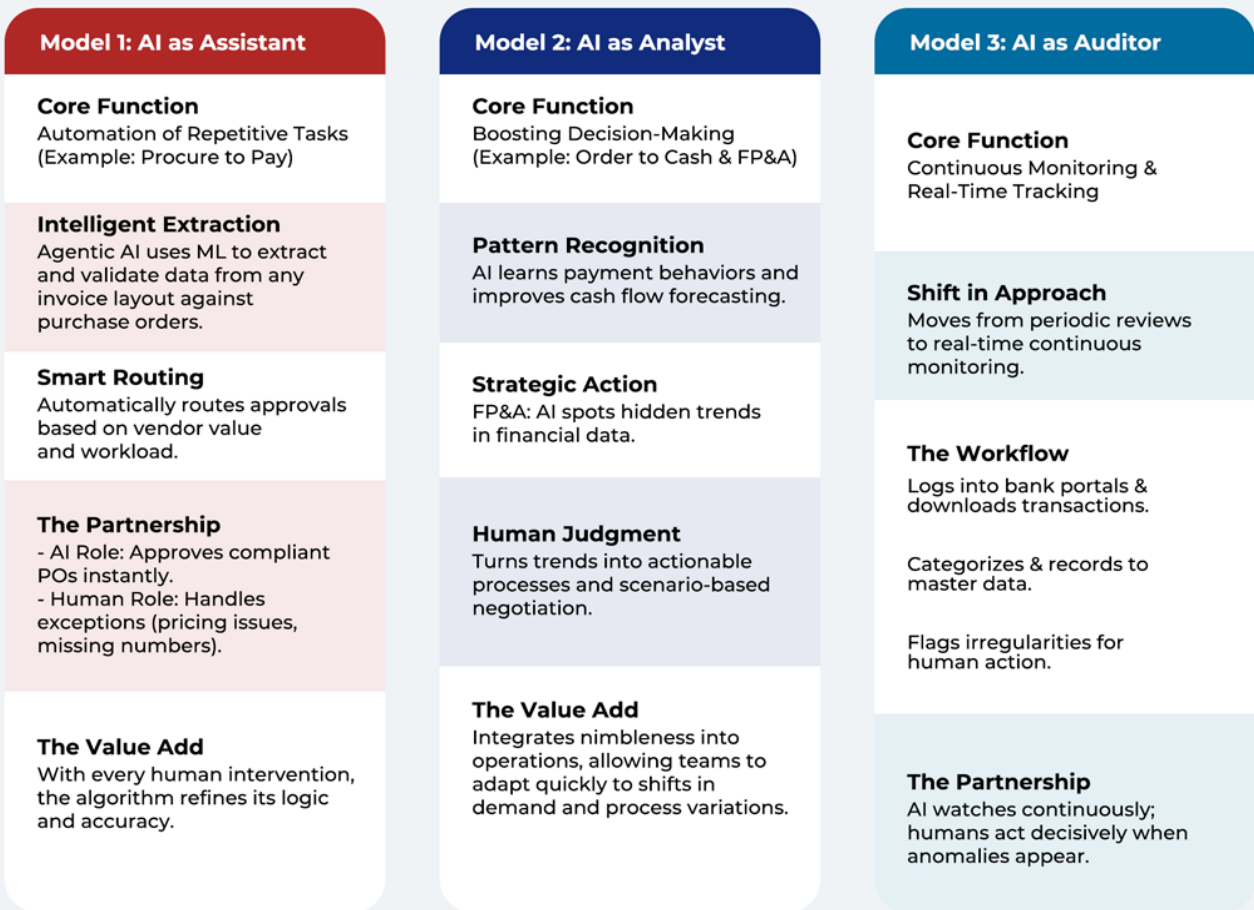 Model 1: AI as Assistant
Core Function
Automation of Repetitive Tasks
(Example: Procure to Pay)
Intelligent Extraction
Agentic AI uses ML to extract
and validate data from any
invoice layout against
purchase orders.
Smart Routing
Automatically routes approvals
based on vendor value
and workload.
The Partnership
- AI Role: Approves compliant
POs instantly.
- Human Role: Handles
exceptions (pricing issues,
missing numbers).
The Value Add
With every human intervention,
the algorithm refines its logic
and accuracy.
Model 2: AI as Analyst
Core Function
Boosting Decision-Making
(Example: Order to Cash & FP&A)
Pattern Recognition
AI learns payment behaviors and
improves cash flow forecasting.
Strategic Action
FP&A: AI spots hidden trends
in financial data.
Human Judgment
Turns trends into actionable
processes and scenario-based
negotiation.
The Value Add
Integrates nimbleness into
operations, allowing teams to
adapt quickly to shifts in
demand and process variations.
Model 3: AI as Auditor
Core Function
Continuous Monitoring &
Real-Time Tracking
Shift in Approach
Moves from periodic reviews
to real-time continuous
monitoring.
The Workflow
Logs into bank portals &
downloads transactions.
Categorizes & records to
master data.
Flags irregularities for
human action.
The Partnership
AI watches continuously;
humans act decisively when
anomalies appear.